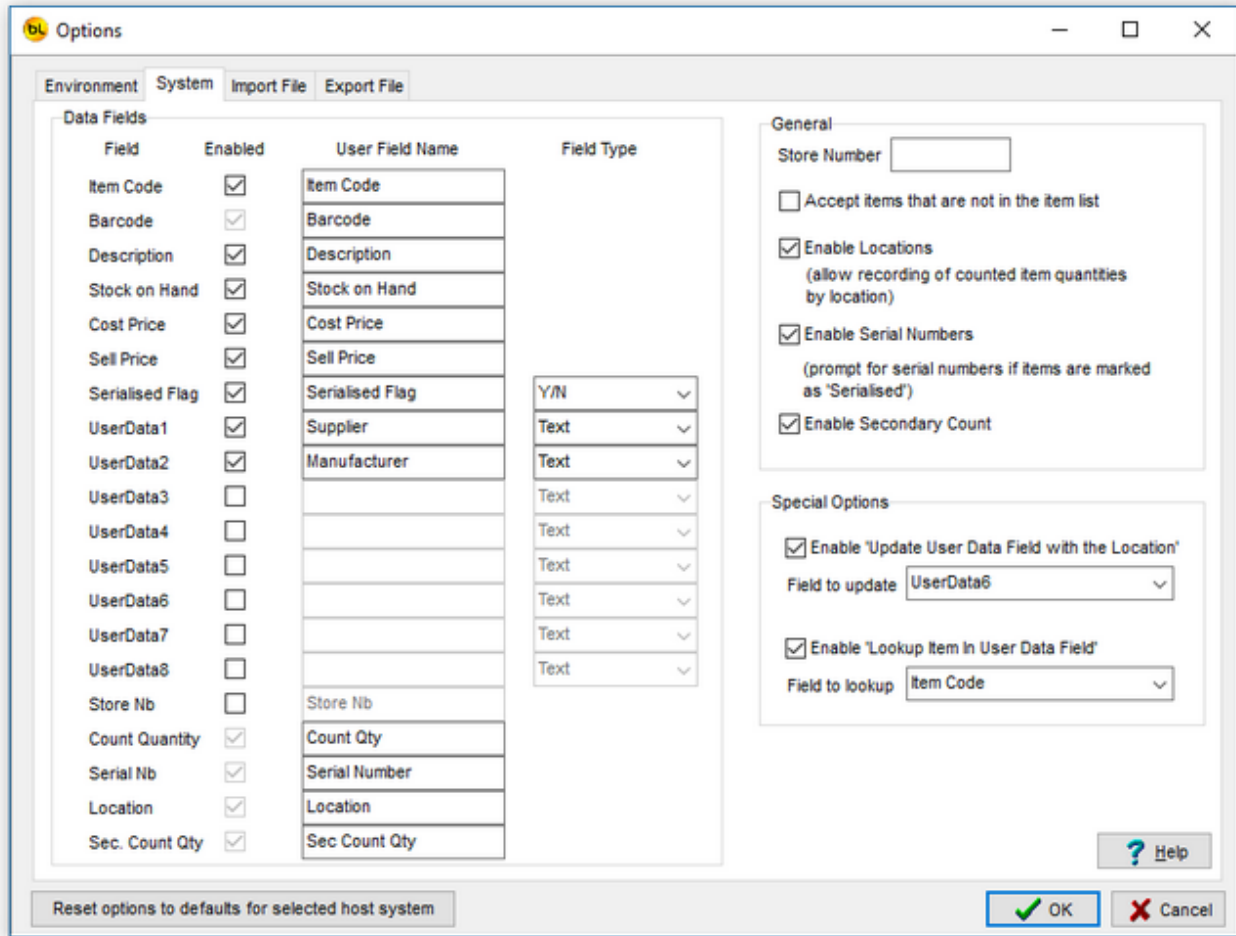 bL Options
Environment System Import File Export File
Data Fields
Field Enabled User Field Name Field Type
Item Code Item Code
Barcode Barcode
Description Description
Stock on Hand Stock on Hand
Cost Price Cost Price
Sell Price Sell Price
Serialised Flag Serialised Flag Y/N
UserData1 Supplier Text
UserData2 Manufacturer Text
UserData3 Text
UserData4 Text
UserData5 Text
UserData6 Text
UserData7 Text
UserData8 Text
Store Nb Store Nb
Count Quantity Count Qty
Serial Nb Serial Number
Location Location
Sec. Count Qty Sec Count Qty
General
Store Number
Accept items that are not in the item list
Enable Locations
(allow recording of counted item quantities
by location)
Enable Serial Numbers
(prompt for serial numbers if items are marked
as 'Serialised')
Enable Secondary Count
Special Options
Enable 'Update User Data Field with the Location'
Field to update UserData6
Enable 'Lookup Item In User Data Field'
Field to lookup Item Code
? Help
Reset options to defaults for selected host system
OK Cancel